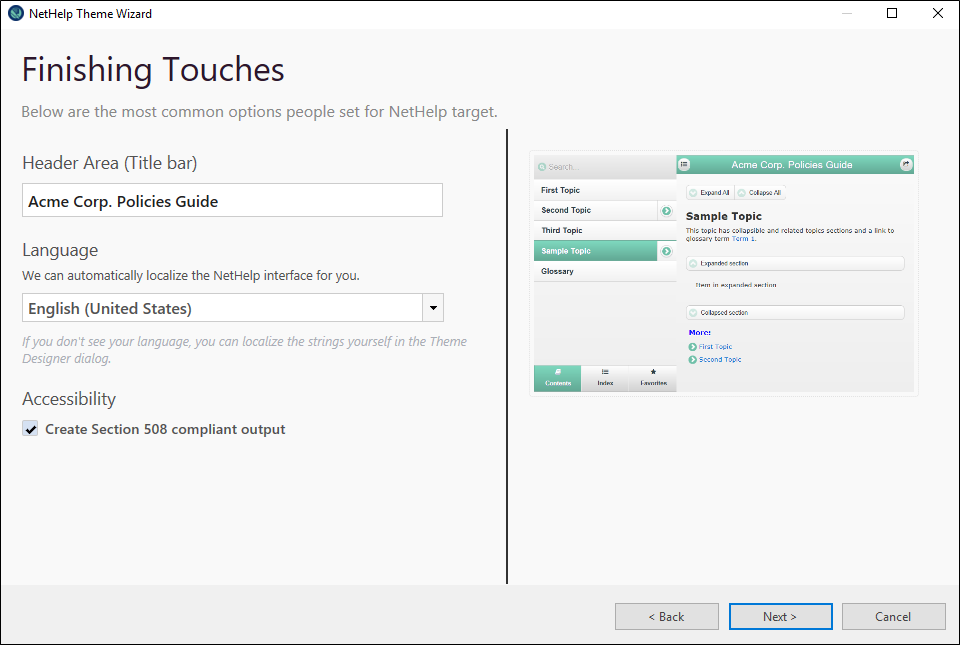 NetHelp Theme Wizard
Finishing Touches
Below are the most common options people set for NetHelp target.
Header Area (Title bar)
Acme Corp. Policies Guide
Language
We can automatically localize the NetHelp interface for you.
English (United States)
If you don't see your language, you can localize the strings yourself in the Theme
Designer dialog.
Accessibility
Create Section 508 compliant output
Search...
First Topic
Second Topic
Third Topic
Sample Topic
Glossary
Contents
Index
Favorites
Acme Corp. Policies Guide
Expand All
Collapse All
Sample Topic
This topic has collapsible and related topics sections and a link to
glossary term Term 1.
Expanded section
Item in expanded section
Collapsed section
More:
First Topic
Second Topic
< Back
Next >
Cancel